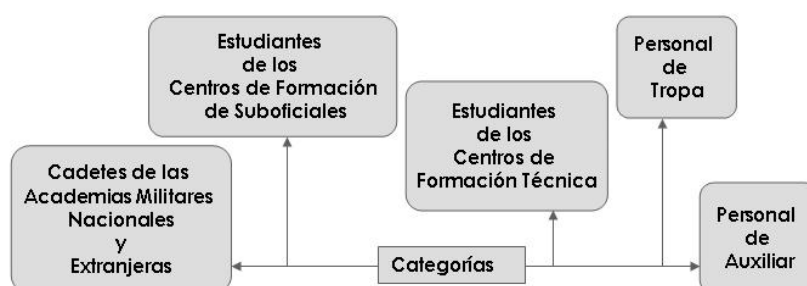 Estudiantes
de los
Centros de Formación
de Suboficiales
Personal
de
Tropa
Estudiantes
de los
Centros de
Formación Técnica
Cadetes de las
Academias Militares
Nacionales
y
Extranjeras
Categorías
Personal
de
Auxiliar